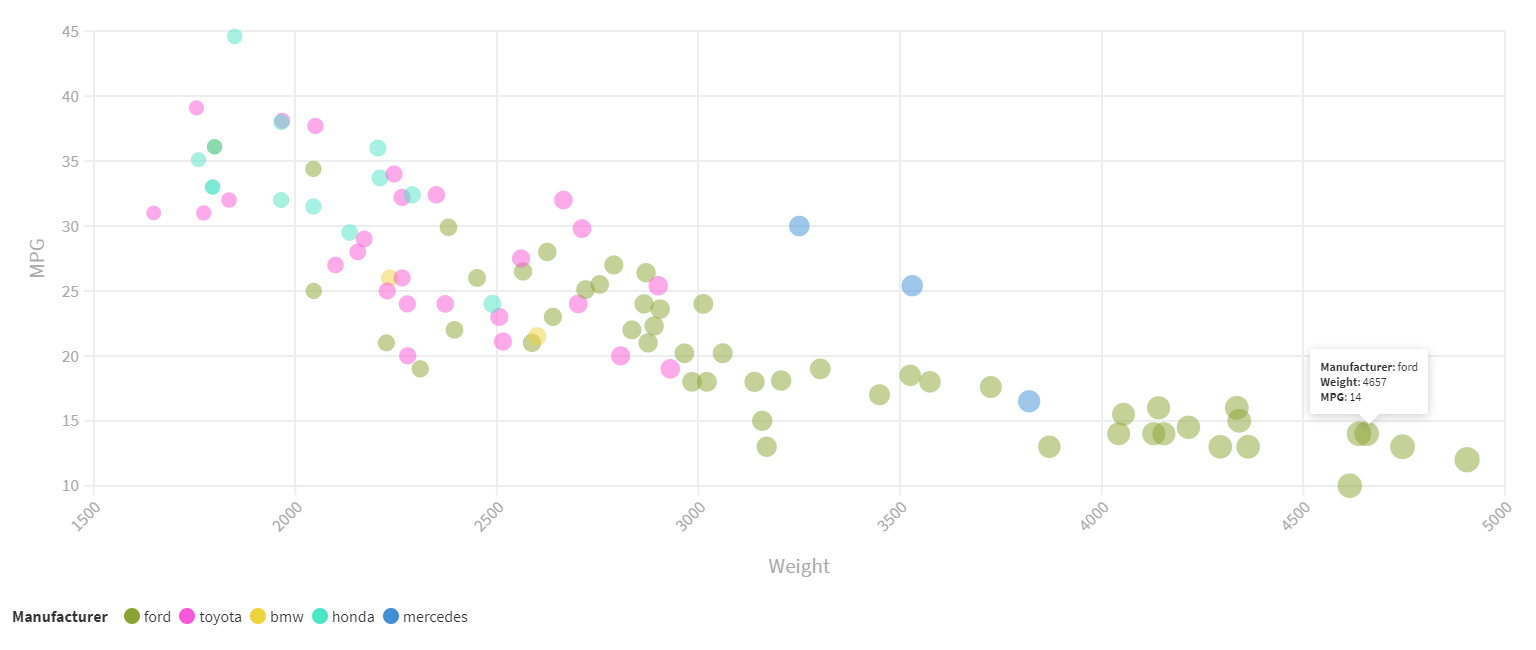 45
40
35
30
25
20
15
10
MPG
Manufacturer: ford
Weight: 4657
MPG: 14
1500 2000 2500 3000 3500 4000 4500 5000
Weight
Manufacturer ford toyota bmw honda mercedes